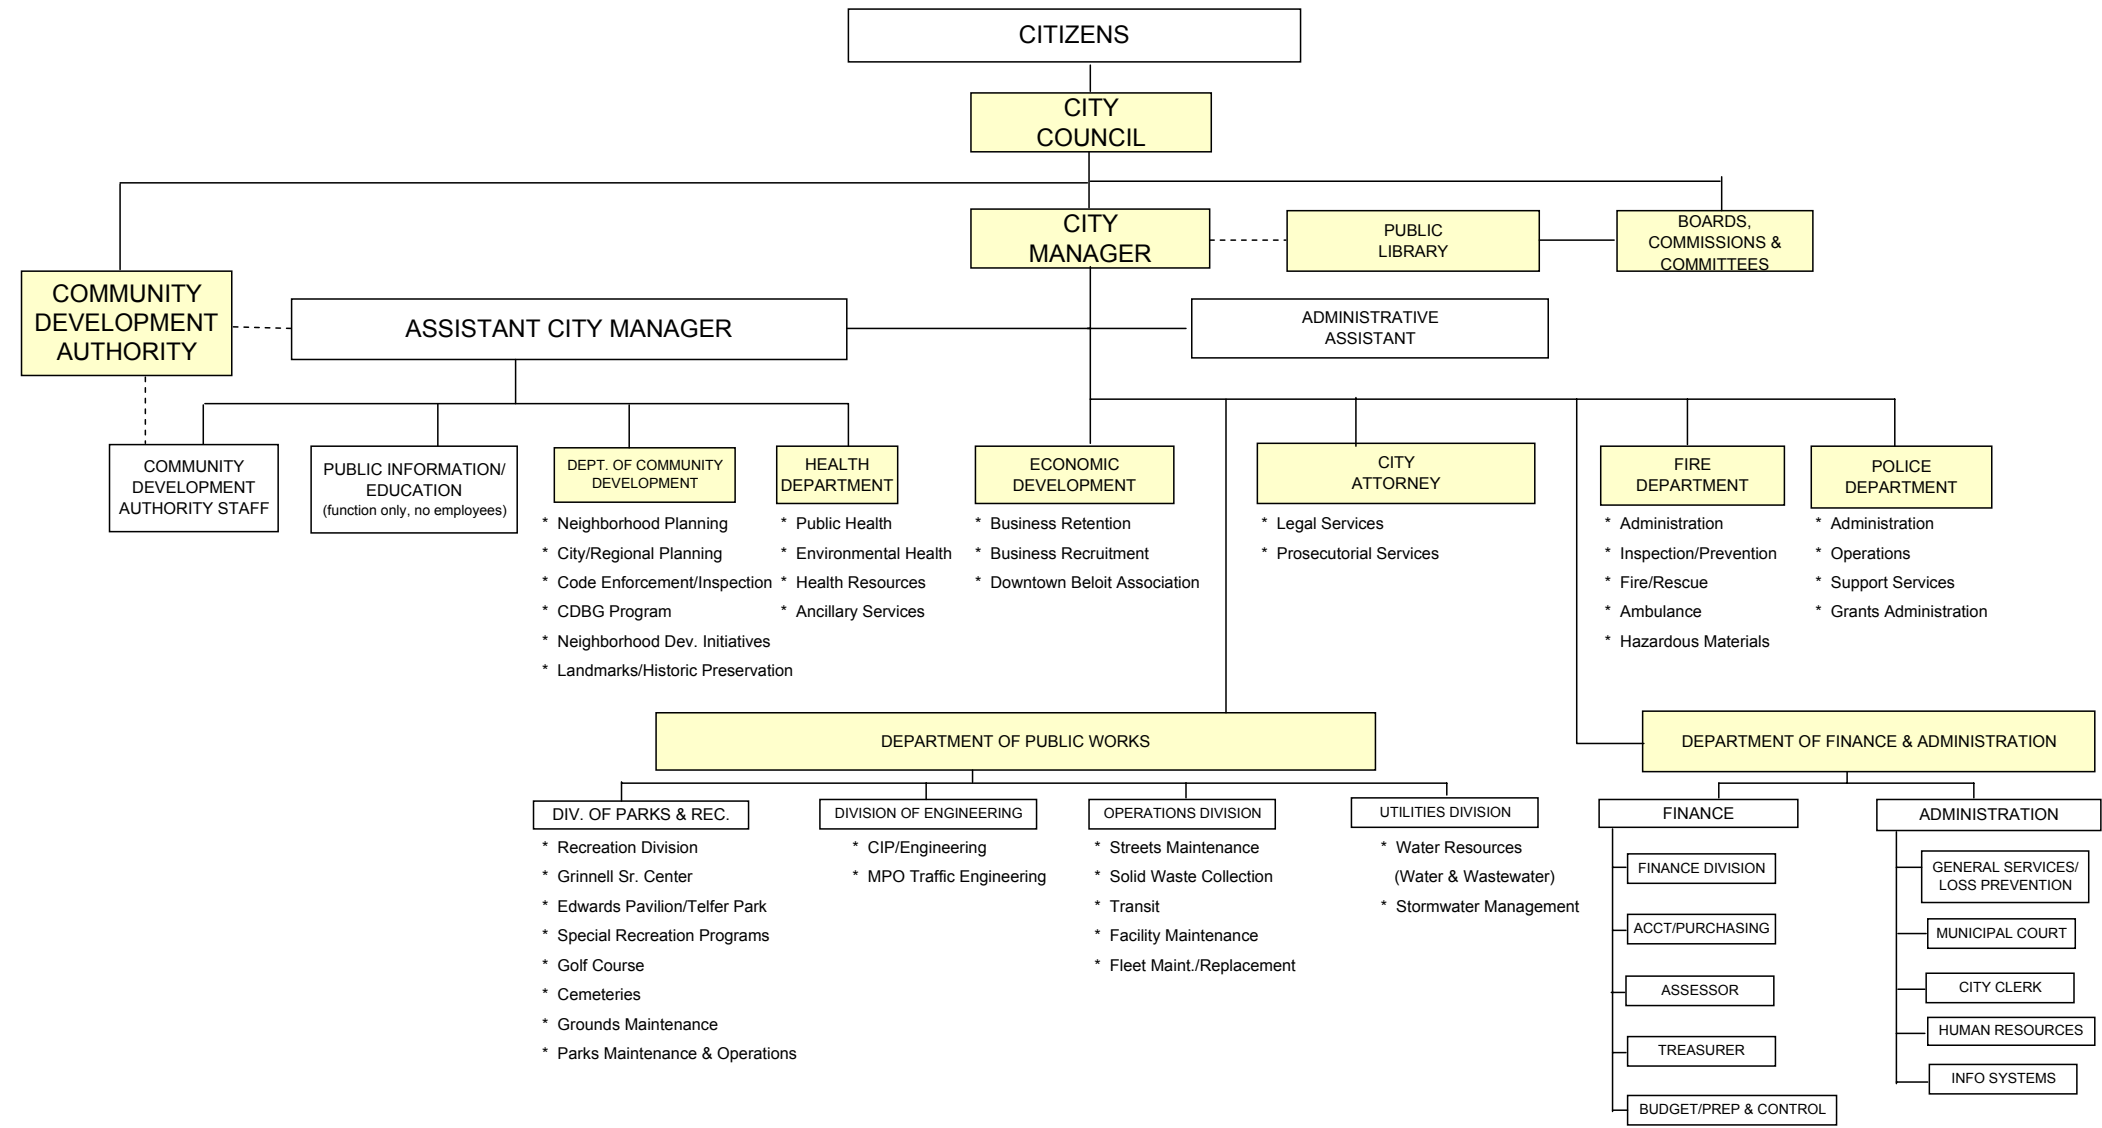 CITIZENS
CITY
COUNCIL
CITY
MANAGER
PUBLIC
LIBRARY
BOARDS,
COMMISSIONS &
COMMITTEES
COMMUNITY
DEVELOPMENT
AUTHORITY
ASSISTANT CITY MANAGER
ADMINISTRATIVE
ASSISTANT
COMMUNITY
DEVELOPMENT
AUTHORITY STAFF
PUBLIC INFORMATION/
EDUCATION
(function only, no employees)
DEPT. OF COMMUNITY
DEVELOPMENT
* Neighborhood Planning
* City/Regional Planning
* Code Enforcement/Inspection
* CDBG Program
* Neighborhood Dev. Initiatives
* Landmarks/Historic Preservation
HEALTH
DEPARTMENT
* Public Health
* Environmental Health
* Health Resources
* Ancillary Services
ECONOMIC
DEVELOPMENT
* Business Retention
* Business Recruitment
* Downtown Beloit Association
CITY
ATTORNEY
* Legal Services
* Prosecutorial Services
FIRE
DEPARTMENT
* Administration
* Inspection/Prevention
* Fire/Rescue
* Ambulance
* Hazardous Materials
POLICE
DEPARTMENT
* Administration
* Operations
* Support Services
* Grants Administration
DEPARTMENT OF PUBLIC WORKS
DIV. OF PARKS & REC.
* Recreation Division
* Grinnell Sr. Center
* Edwards Pavilion/Telfer Park
* Special Recreation Programs
* Golf Course
* Cemeteries
* Grounds Maintenance
* Parks Maintenance & Operations
DIVISION OF ENGINEERING
* CIP/Engineering
* MPO Traffic Engineering
OPERATIONS DIVISION
* Streets Maintenance
* Solid Waste Collection
* Transit
* Facility Maintenance
* Fleet Maint./Replacement
UTILITIES DIVISION
* Water Resources
(Water & Wastewater)
* Stormwater Management
DEPARTMENT OF FINANCE & ADMINISTRATION
FINANCE
FINANCE DIVISION
ACCT/PURCHASING
ASSESSOR
TREASURER
BUDGET/PREP & CONTROL
ADMINISTRATION
GENERAL SERVICES/
LOSS PREVENTION
MUNICIPAL COURT
CITY CLERK
HUMAN RESOURCES
INFO SYSTEMS